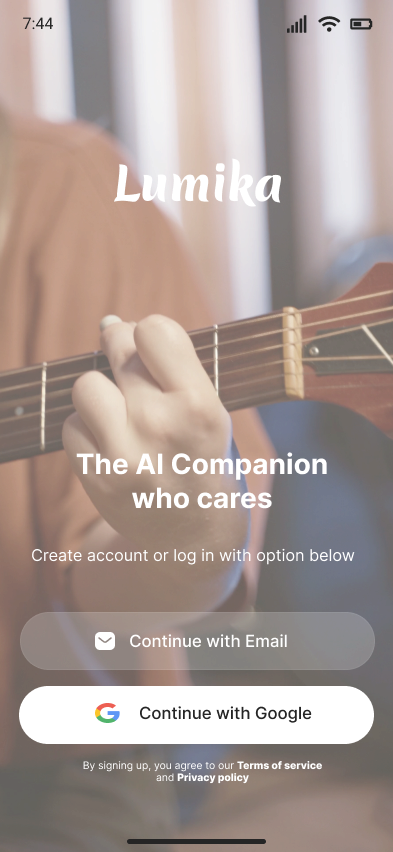 7:44
Lumika
The AI Companion
who cares
Create account or log in with option below
Continue with Email
Continue with Google
By signing up, you agree to our Terms of service
and Privacy policy